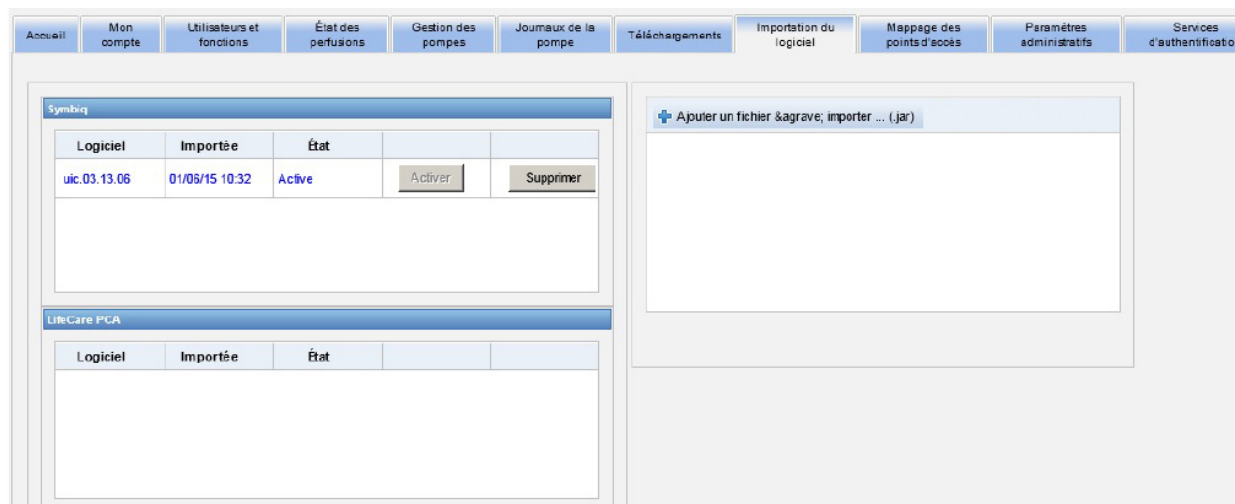 Accueil
Mon compte
Utilisateurs et fonctions
État des perfusions
Gestion des pompes
Journaux de la pompe
Téléchargements
Importation du logiciel
Mappage des points d'accès
Paramètres administratifs
Services d'authentificatio
Symbiq
Logiciel Importée État
uic.03.13.06 01/06/15 10:32 Active Activer Supprimer
LifeCare PCA
Logiciel Importée État
Ajouter un fichier &agrave; importer ... (.jar)